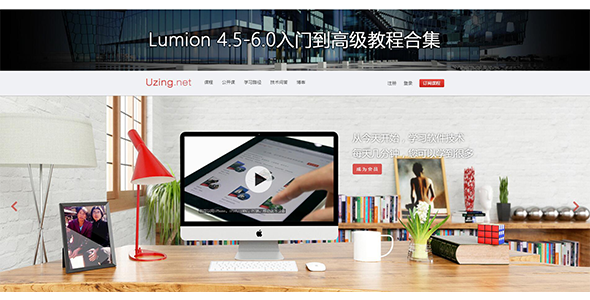 Lumion 4.5-6.0入门到高级教程合集
Uzing.net
课程 公开课 学习路径 技术问答 博客
注册 登录 订阅课程
从今天开始，学习软件技术
每天几分钟，您可以学到很多
成为会员